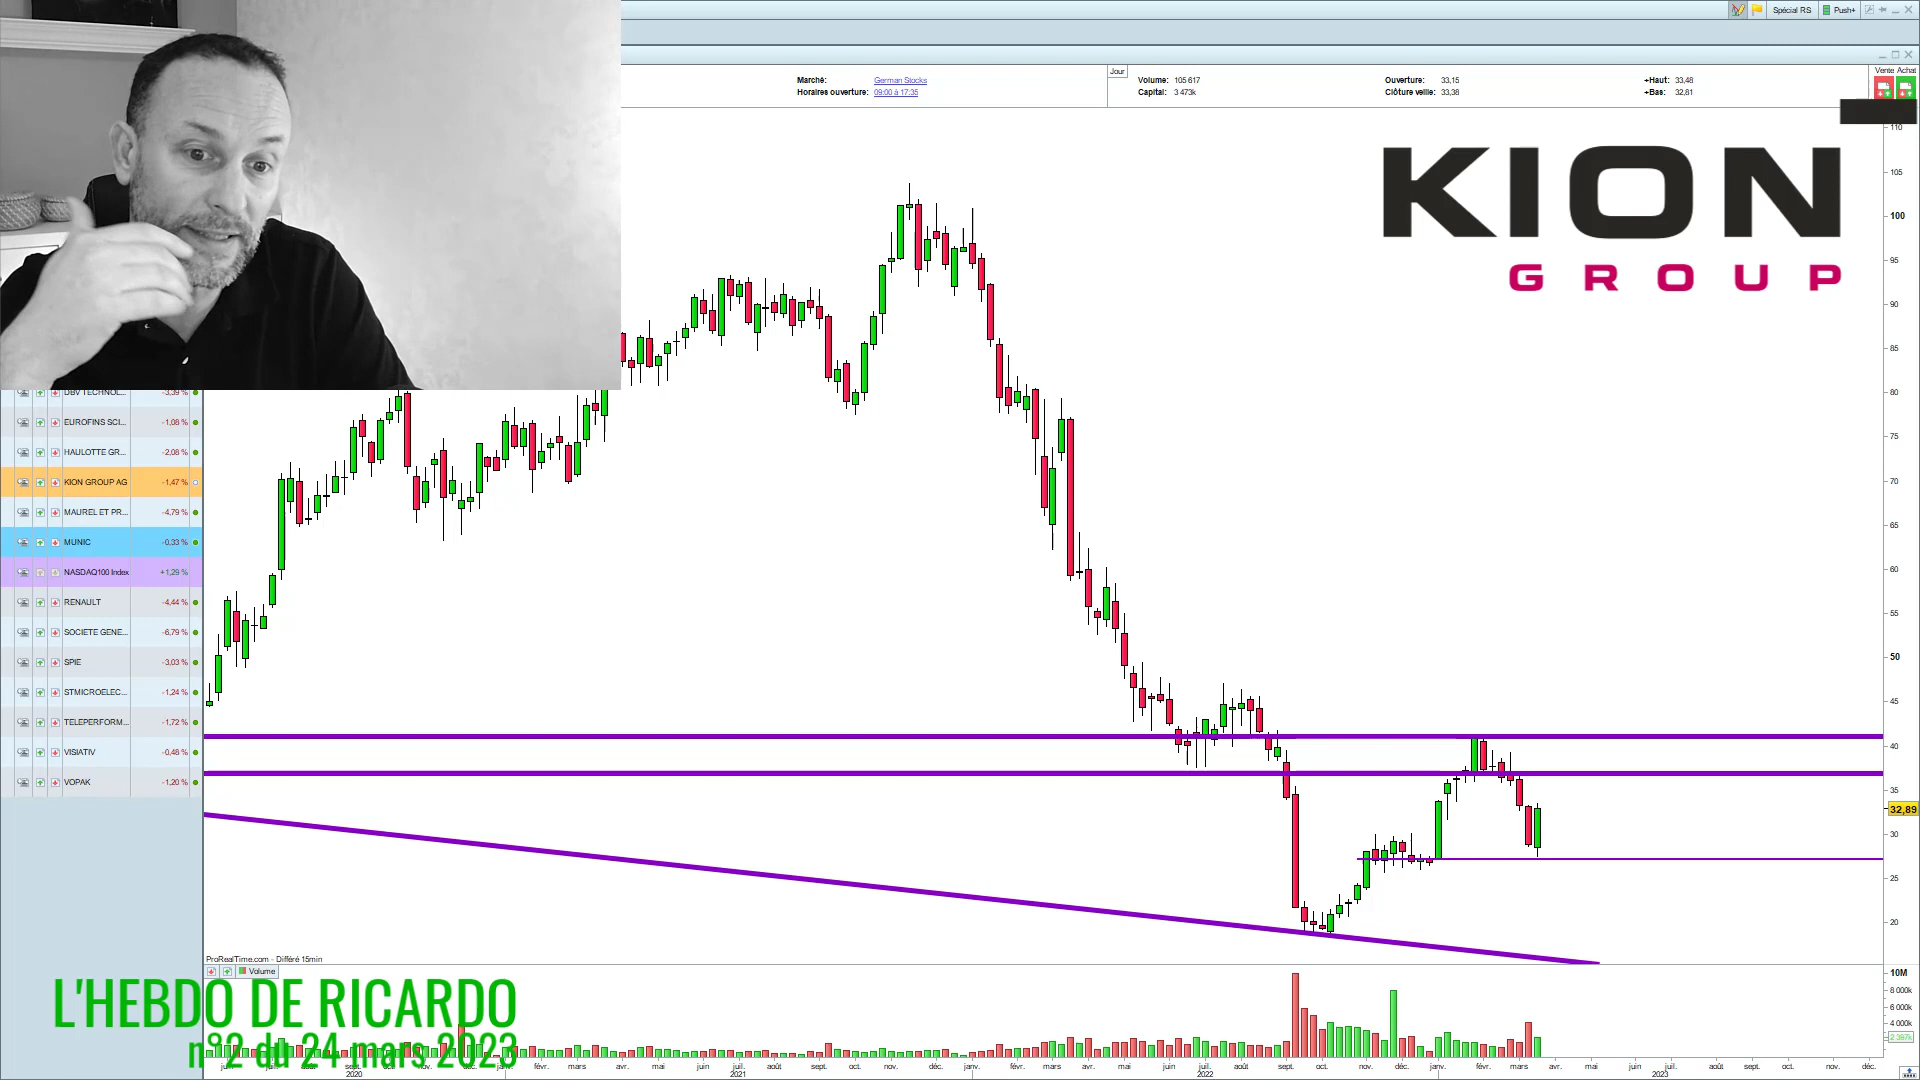 Spécial RS Push+
Jour
Vente Achat
Marché: German Stocks
Horaires ouverture: 09:00 à 17:35
Volume: 105 617
Capital: 3 473k
Ouverture: 33,15
Clôture veille: 33,38
+Haut: 33,48
+Bas: 32,81
KION
GROUP
110
105
100
95
90
85
80
75
70
65
60
55
50
45
40
35
32,89
30
25
20
DBV TECHNOL... -3,39 %
EUROFINS SCI... -1,08 %
HAULOTTE GR... -2,08 %
KION GROUP AG -1,47 %
MAUREL ET PR... -4,79 %
MUNIC -0,33 %
NASDAQ100 Index +1,29 %
RENAULT -4,44 %
SOCIETE GENE... -6,79 %
SPIE -3,03 %
STMICROELEC... -1,24 %
TELEPERFORM... -1,72 %
VISIATIV -0,48 %
VOPAK -1,20 %
ProRealTime.com - Différé 15min
Volume
10M
8 000k
6 000k
4 000k
L'HEBDO DE RICARDO
n°2 du 24 mars 2023
nov. févr. mars avr. mai juin juil. août sept. oct. nov. déc. janv. févr. mars avr. mai juin juil. août sept. oct. nov. déc. janv. févr. mars avr. mai juin juil. août sept. oct. nov. déc.
2020 2021 2022 2023